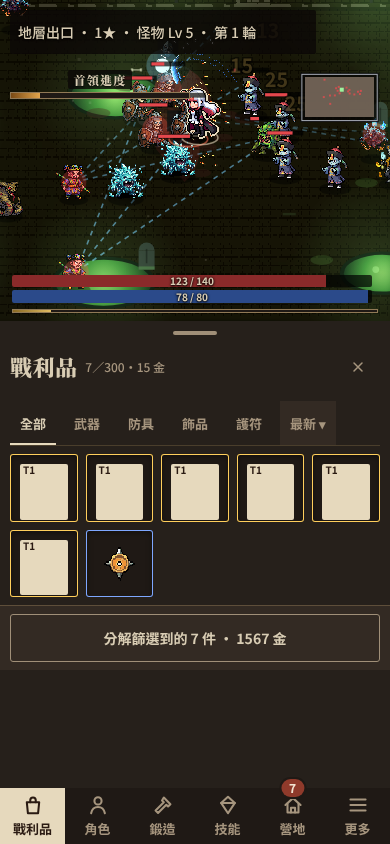 地層出口 · 1★ · 怪物 Lv 5 · 第 1 輪
首領進度
15
25
123 / 140
78 / 80
戰利品 7／300 · 15 金 ×
全部 武器 防具 飾品 護符 最新 ▾
T1 T1 T1 T1 T1
T1
分解篩選到的 7 件 · 1567 金
7
戰利品 角色 鍛造 技能 營地 更多